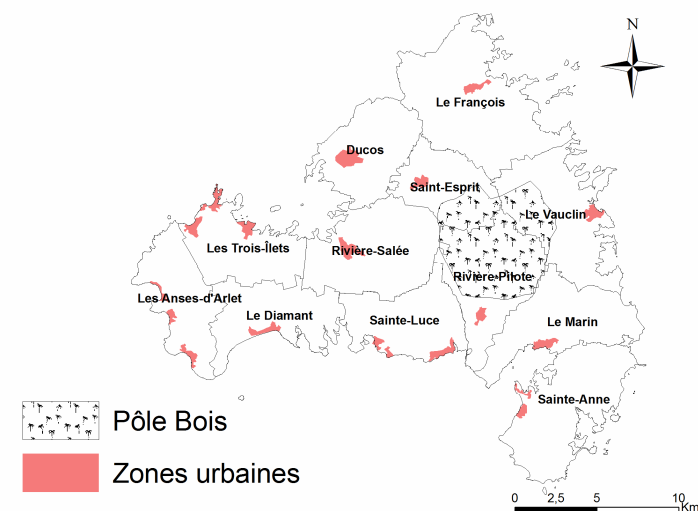 N
Le François
Ducos
Saint-Esprit
Le Vauclin
Les Trois-Îlets
Rivière-Salée
Rivière-Pilote
Les Anses-d'Arlet
Le Diamant
Sainte-Luce
Le Marin
Sainte-Anne
Pôle Bois
Zones urbaines
0 2,5 5 10
Km